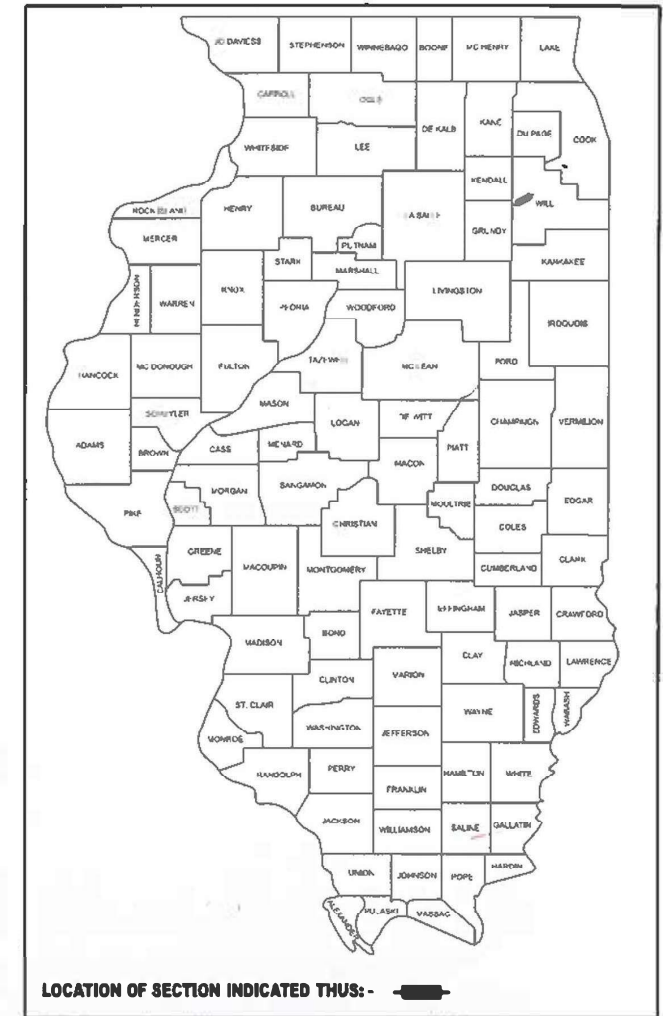 JO DAVIESS STEPHENSON WINNEBAGO BOONE MC HENRY LAKE
CARROLL OGLE
DE KALB KANE DU PAGE COOK
WHITESIDE LEE
KENDALL
ROCK ISLAND HENRY BUREAU LA SALLE WILL
MERCER PUTNAM GRUNDY
STARK MARSHALL KANKAKEE
KNOX LIVINGSTON
WARREN PEORIA WOODFORD IROQUOIS
HANCOCK MC DONOUGH FULTON TAZEWELL MCLEAN FORD
MASON
SCHUYLER LOGAN DE WITT CHAMPAIGN VERMILION
ADAMS BROWN CASS MENARD PIATT
MACON
MORGAN SANGAMON DOUGLAS
PIKE SCOTT MOULTRIE EDGAR
CHRISTIAN COLES
GREENE MACOUPIN MONTGOMERY SHELBY CUMBERLAND CLARK
CALHOUN
JERSEY FAYETTE EFFINGHAM JASPER CRAWFORD
MADISON BOND
CLAY RICHLAND LAWRENCE
CLINTON MARION
ST. CLAIR WAYNE EDWARDS WABASH
WASHINGTON JEFFERSON
MONROE
RANDOLPH PERRY HAMILTON WHITE
FRANKLIN
JACKSON WILLIAMSON SALINE GALLATIN
UNION JOHNSON POPE HARDIN
ALEXANDER PULASKI MASSAC
LOCATION OF SECTION INDICATED THUS: -